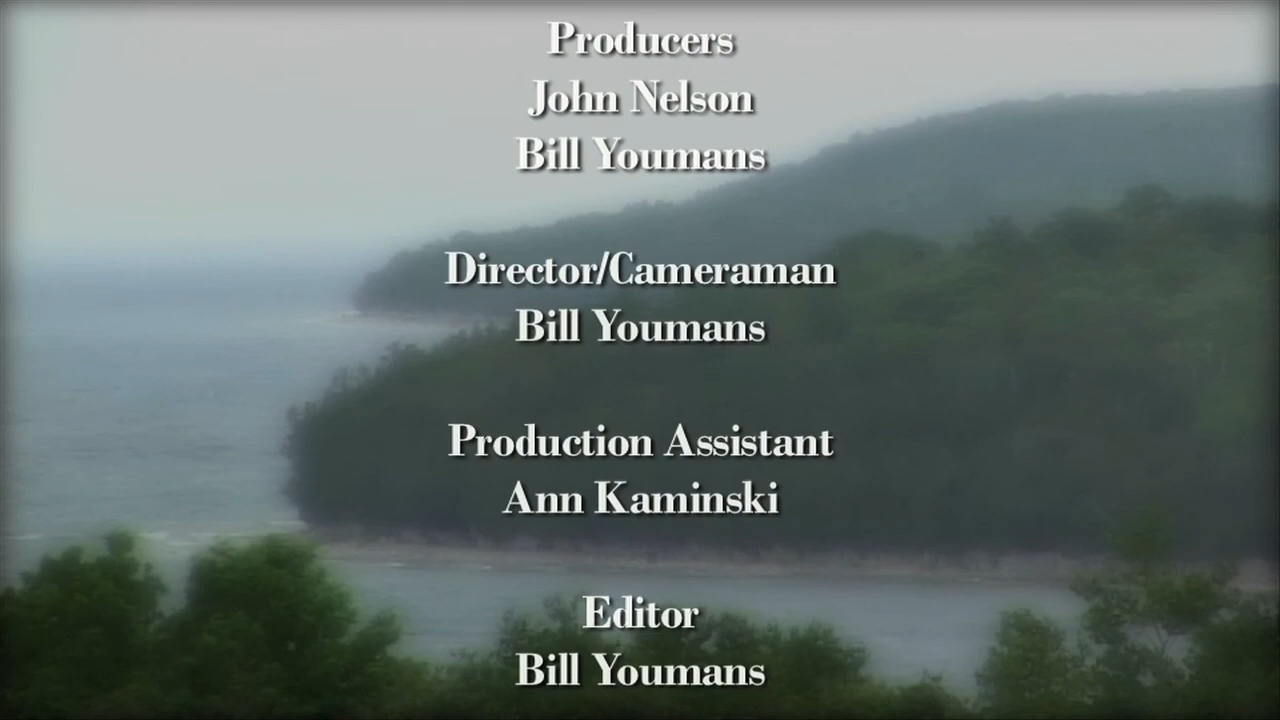 Producers
John Nelson
Bill Youmans
Director/Cameraman
Bill Youmans
Production Assistant
Ann Kaminski
Editor
Bill Youmans